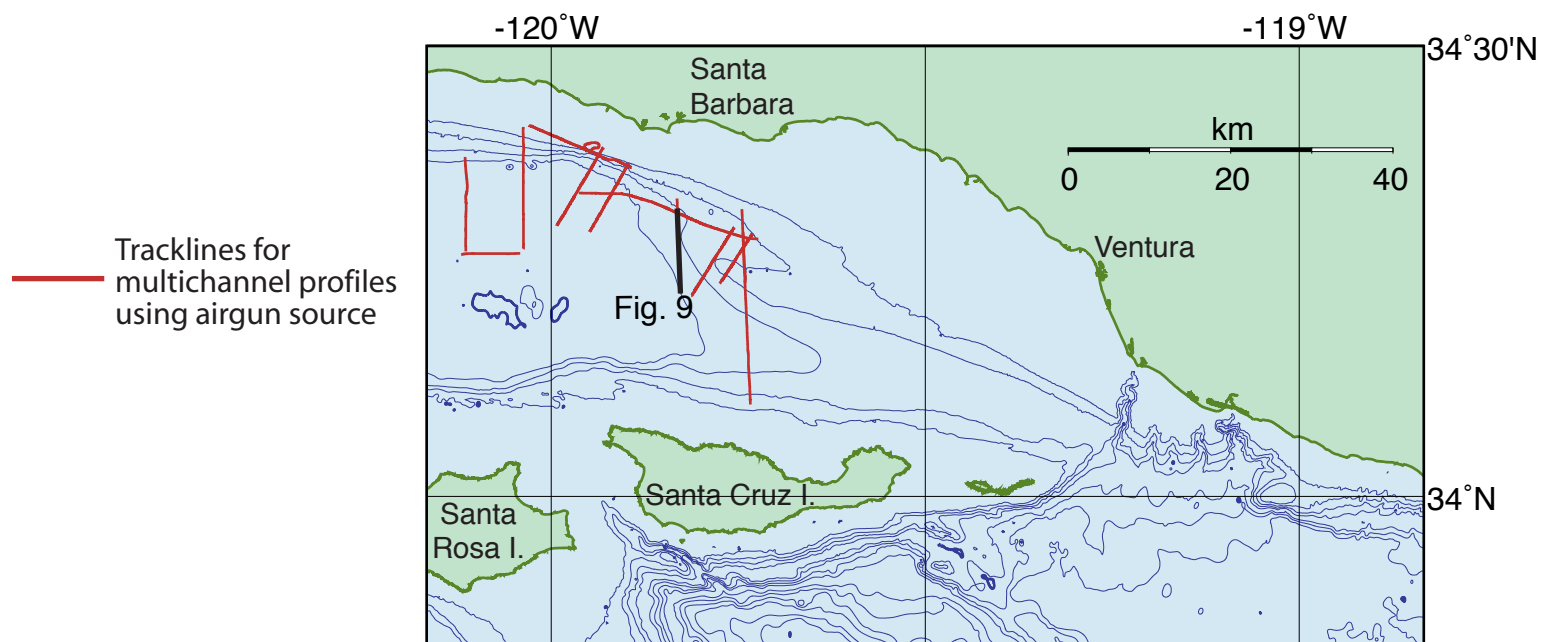 -120˚W
-119˚W
34˚30'N
Santa
Barbara
km
0
20
40
Tracklines for
multichannel profiles
using airgun source
Ventura
Fig. 9
Santa Cruz I.
34˚N
Santa
Rosa I.